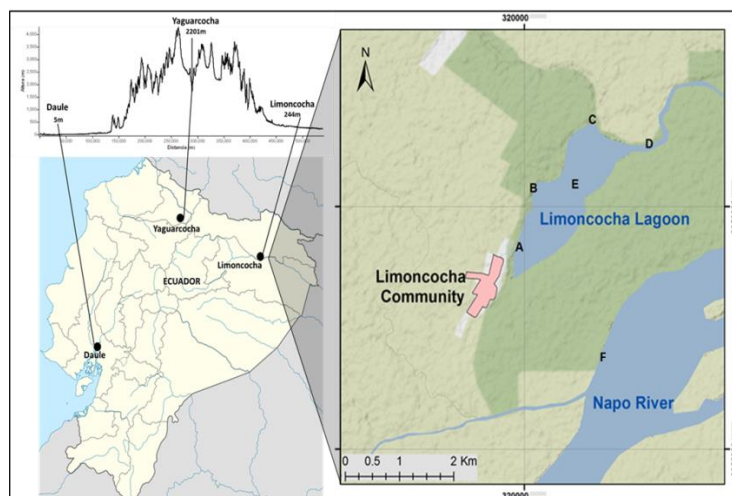 Yaguarcocha
2201m
Daule
5m
Limoncocha
244m
Yaguarcocha
Limoncocha
ECUADOR
Daule
320000
N
C
D
B
E
Limoncocha Lagoon
A
Limoncocha
Community
F
Napo River
0 0.5 1 2 Km
320000